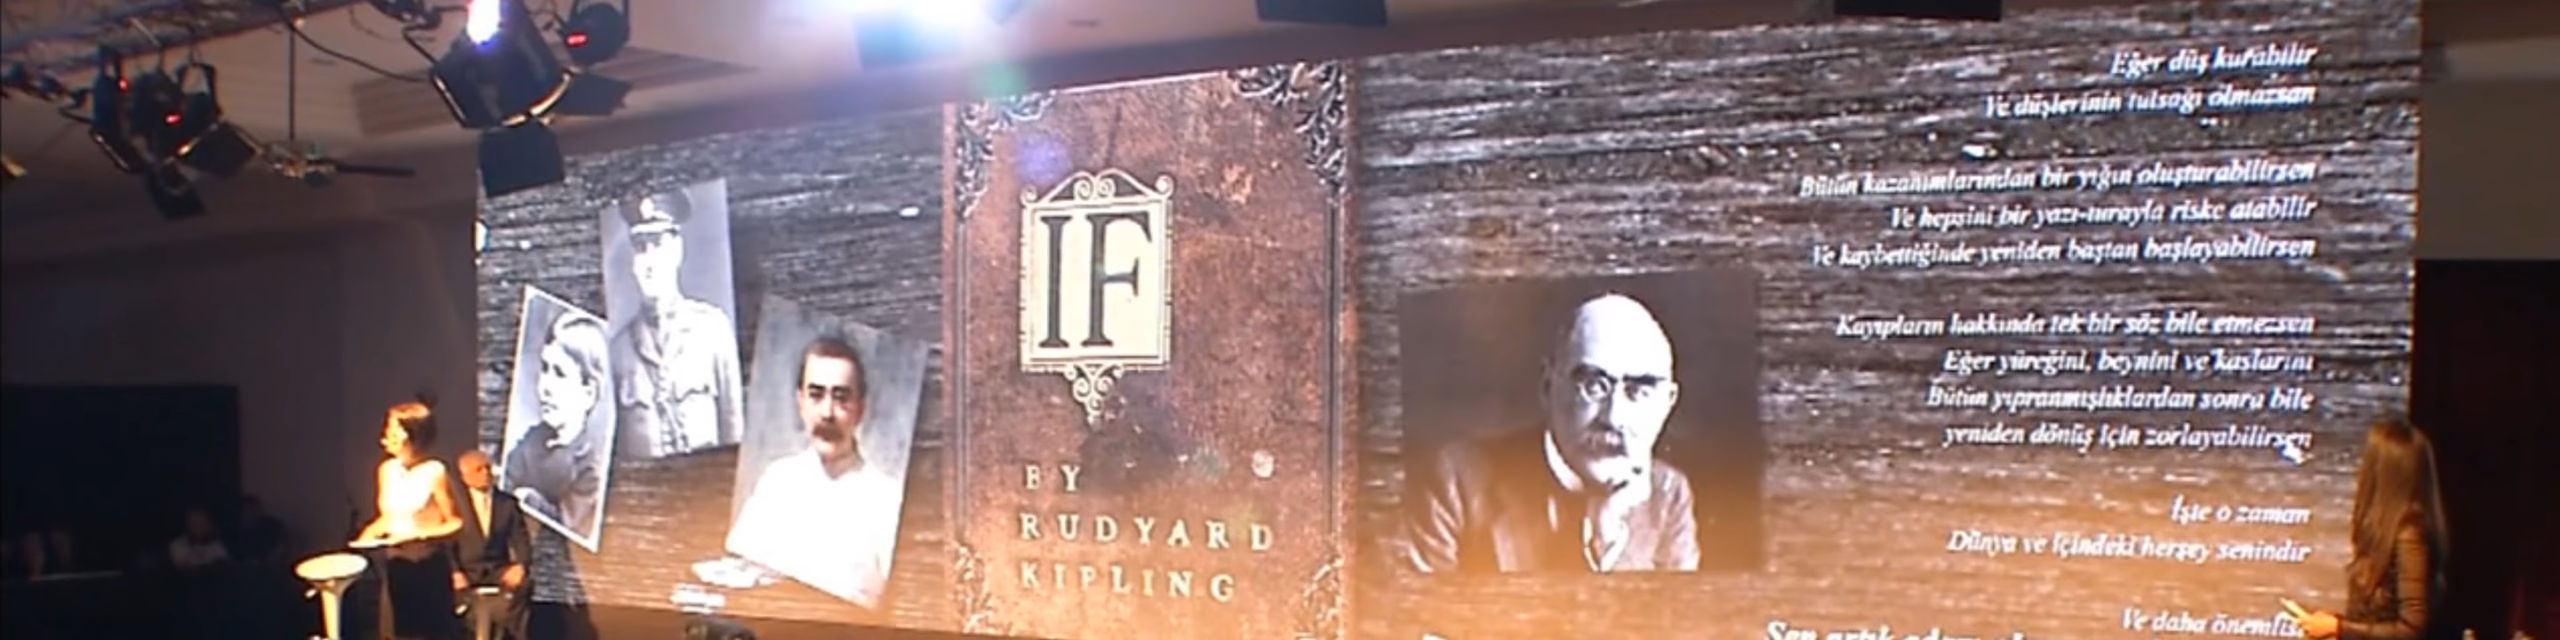 IF
BY
RUDYARD
KIPLING
Eğer düş kurabilir
Ve düşlerinin tutsağı olmazsan
Bütün kazanımlarından bir yığın oluşturabilirsen
Ve hepsini bir yazı-turayla riske atabilir
Ve kaybettiğinde yeniden baştan başlayabilirsen
Kayıpların hakkında tek bir söz bile etmezsen
Eğer yüreğini, beynini ve kaslarını
Bütün yıpranmışlıklardan sonra bile
yeniden dönüş için zorlayabilirsen
İşte o zaman
Dünya ve içindeki herşey senindir
Ve daha önemlisi
Sen artık